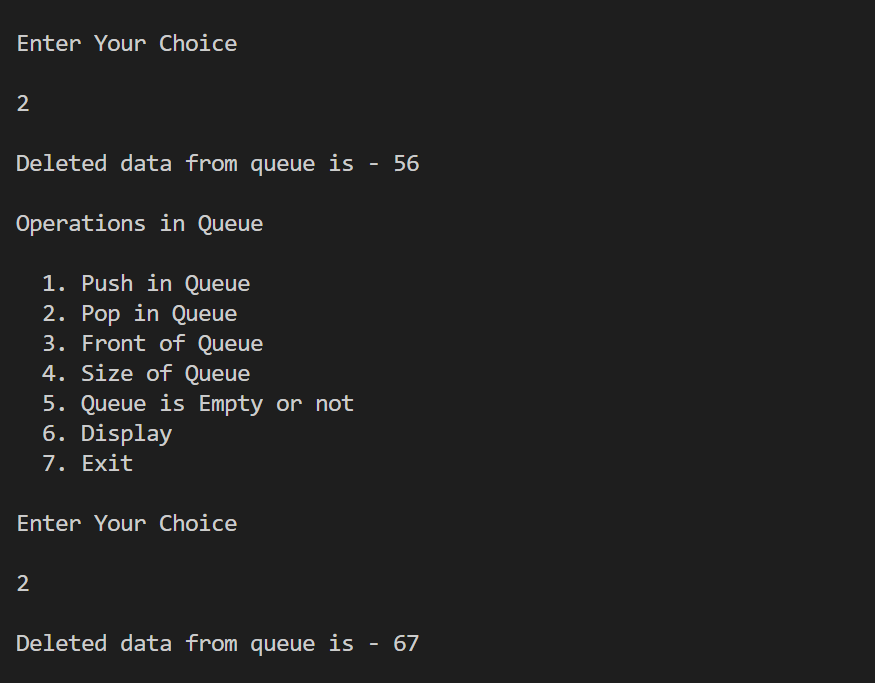 Enter Your Choice
2
Deleted data from queue is - 56
Operations in Queue
1. Push in Queue
2. Pop in Queue
3. Front of Queue
4. Size of Queue
5. Queue is Empty or not
6. Display
7. Exit
Enter Your Choice
2
Deleted data from queue is - 67